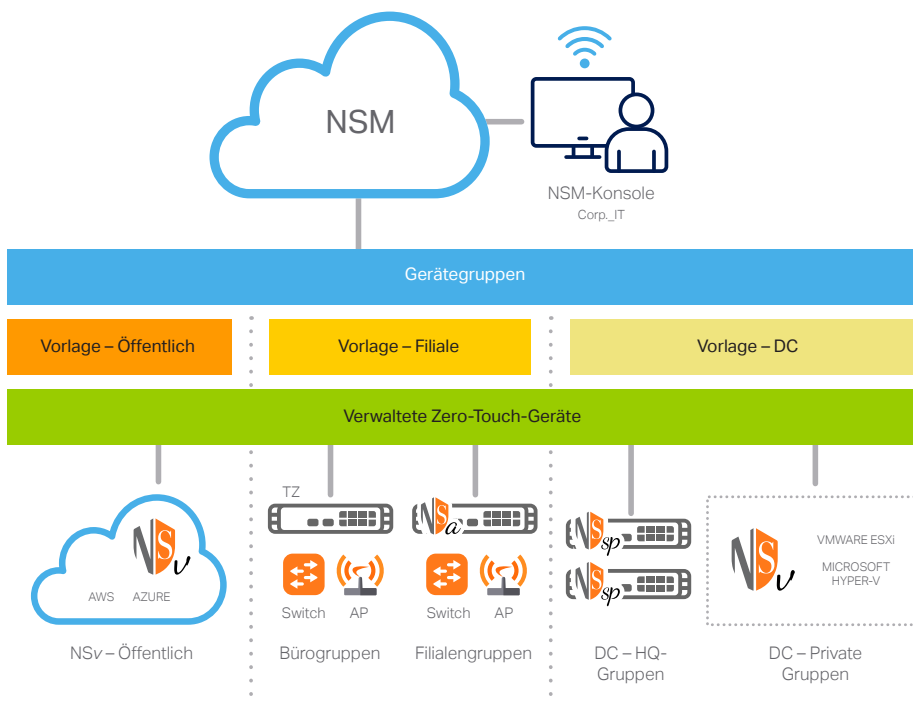 NSM
NSM-Konsole
Corp._IT
Gerätegruppen
Vorlage – Öffentlich
Vorlage – Filiale
Vorlage – DC
Verwaltete Zero-Touch-Geräte
NSv
AWS AZURE
NSv – Öffentlich
TZ
Switch AP
Bürogruppen
NSa
Switch AP
Filialengruppen
NSsp
NSsp
DC – HQ-
Gruppen
NSv
VMWARE ESXi
MICROSOFT
HYPER-V
DC – Private
Gruppen